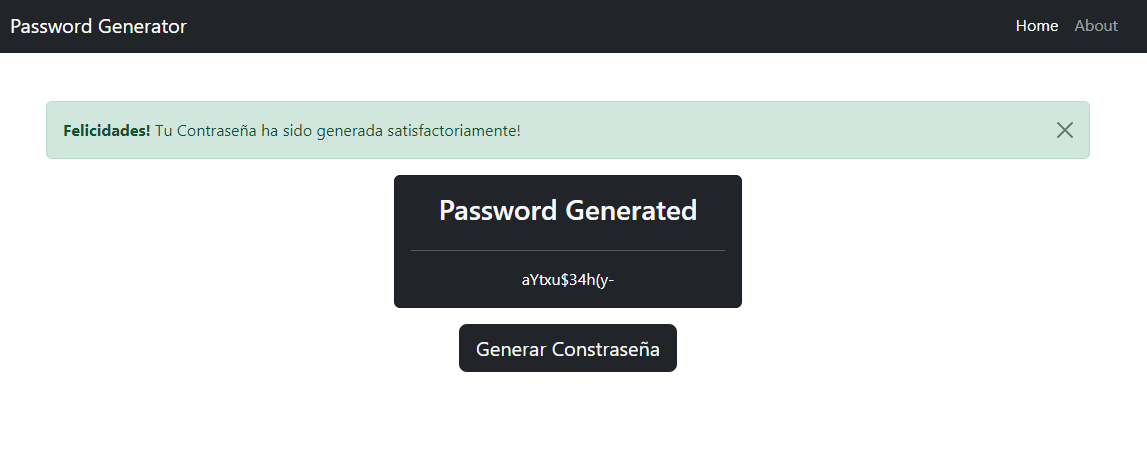 Password Generator
Home About
Felicidades! Tu Contraseña ha sido generada satisfactoriamente!
Password Generated
aYtxu$34h(y-
Generar Constraseña